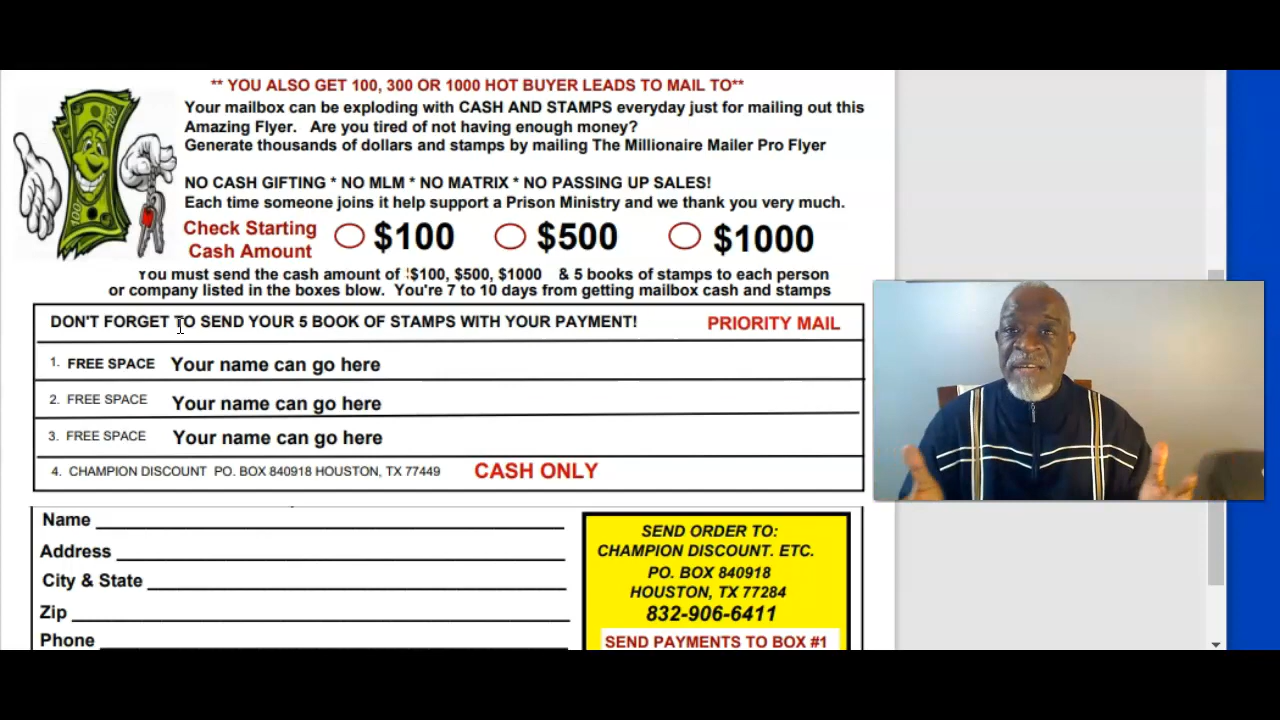 ** YOU ALSO GET 100, 300 OR 1000 HOT BUYER LEADS TO MAIL TO**
Your mailbox can be exploding with CASH AND STAMPS everyday just for mailing out this
Amazing Flyer. Are you tired of not having enough money?
Generate thousands of dollars and stamps by mailing The Millionaire Mailer Pro Flyer
NO CASH GIFTING * NO MLM * NO MATRIX * NO PASSING UP SALES!
Each time someone joins it help support a Prison Ministry and we thank you very much.
Check Starting
Cash Amount
$100
$500
$1000
You must send the cash amount of $100, $500, $1000 & 5 books of stamps to each person
or company listed in the boxes blow. You're 7 to 10 days from getting mailbox cash and stamps
DON'T FORGET TO SEND YOUR 5 BOOK OF STAMPS WITH YOUR PAYMENT! PRIORITY MAIL
1. FREE SPACE Your name can go here
2. FREE SPACE Your name can go here
3. FREE SPACE Your name can go here
4. CHAMPION DISCOUNT PO. BOX 840918 HOUSTON, TX 77449 CASH ONLY
Name
Address
City & State
Zip
Phone
SEND ORDER TO:
CHAMPION DISCOUNT. ETC.
PO. BOX 840918
HOUSTON, TX 77284
832-906-6411
SEND PAYMENTS TO BOX #1